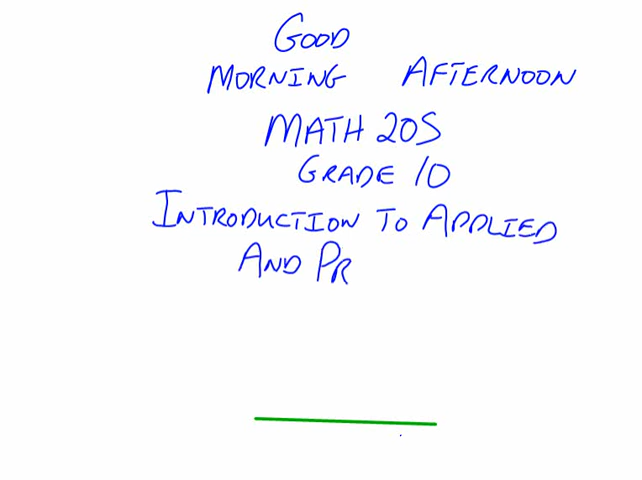 GOOD
MORNING AFTERNOON
MATH 20S
GRADE 10
INTRODUCTION TO APPLIED
AND PR